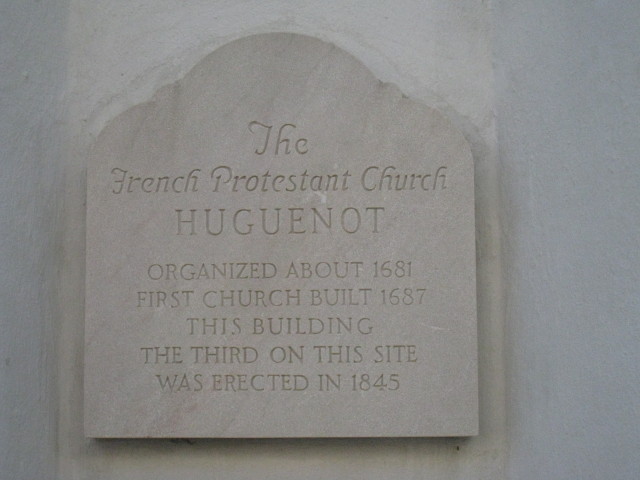 The
French Protestant Church
HUGUENOT
ORGANIZED ABOUT 1681
FIRST CHURCH BUILT 1687
THIS BUILDING
THE THIRD ON THIS SITE
WAS ERECTED IN 1845